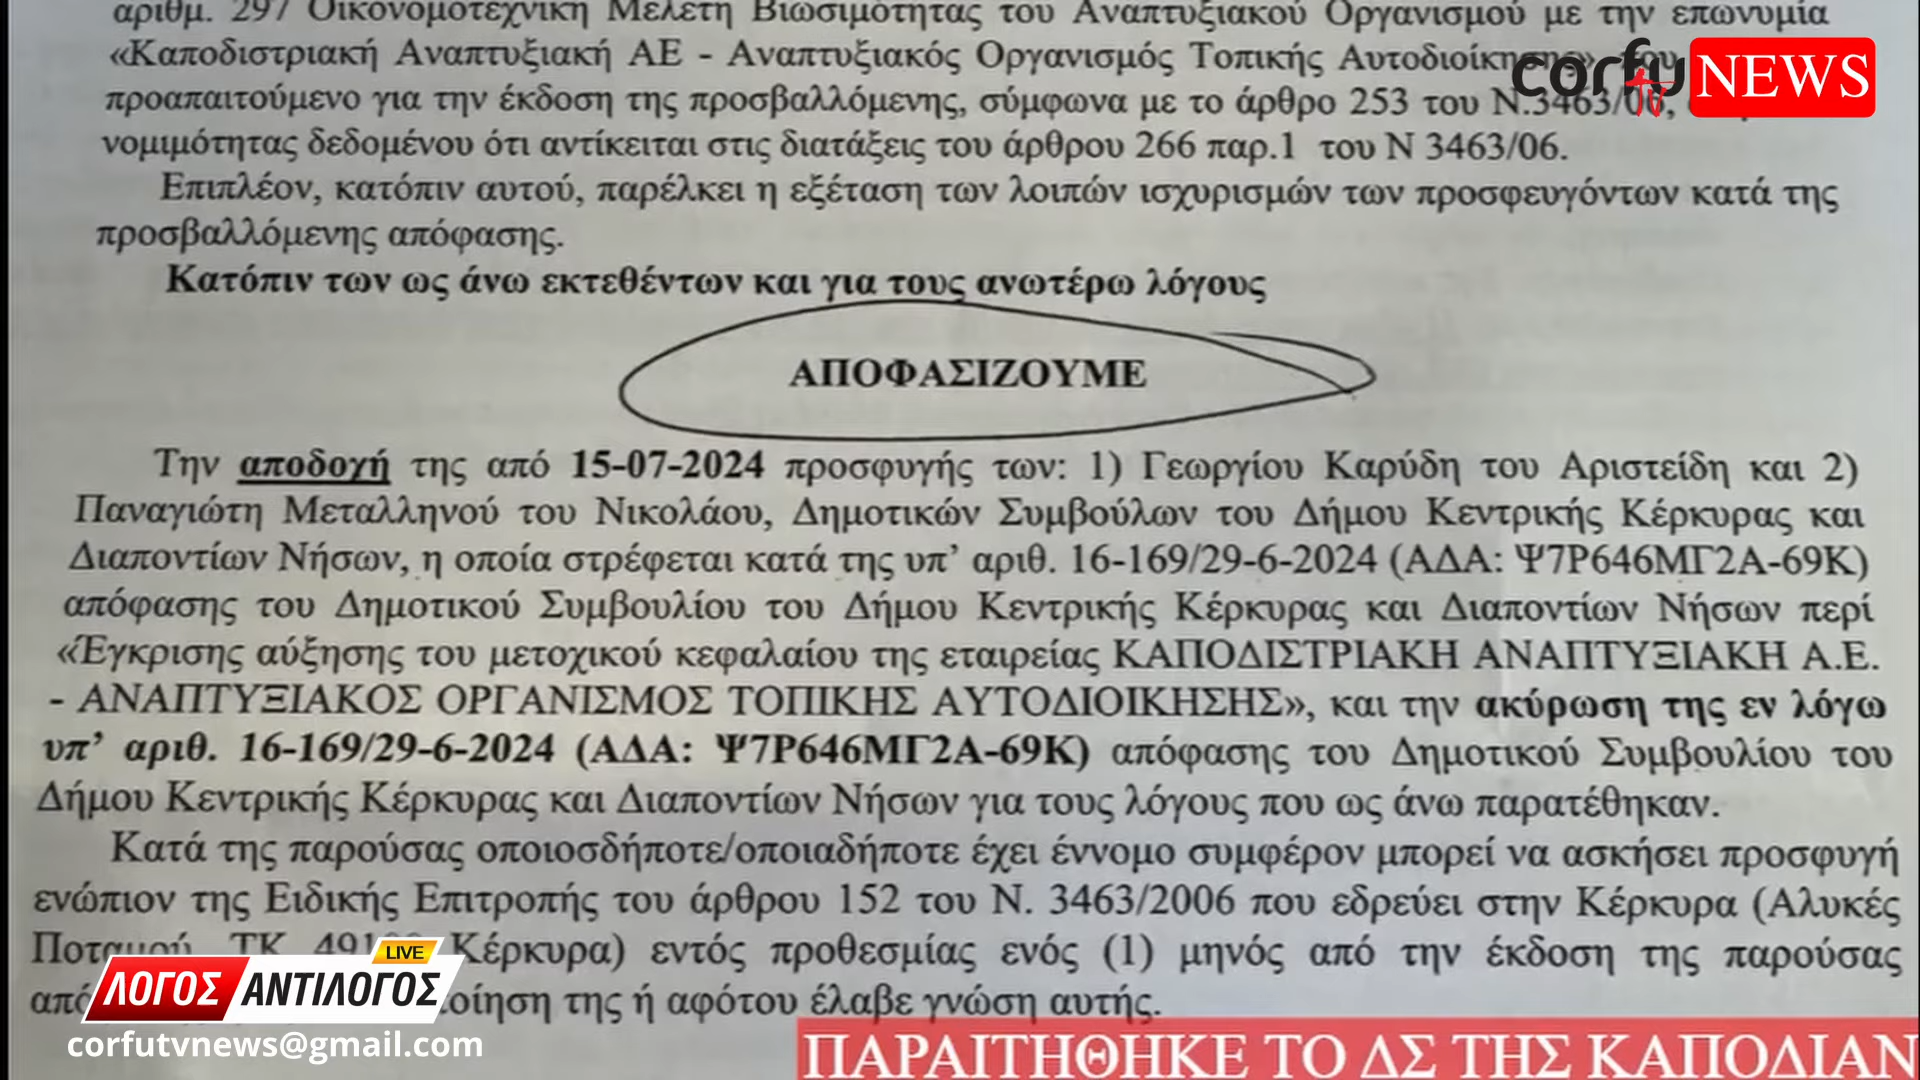 αριθμ. 297 Οικονομοτεχνική Μελέτη Βιωσιμότητας του Αναπτυξιακού Οργανισμού με την επωνυμία
«Καποδιστριακή Αναπτυξιακή ΑΕ - Αναπτυξιακός Οργανισμός Τοπικής Αυτοδιοίκησης»
corfu tv NEWS
προαπαιτούμενο για την έκδοση της προσβαλλόμενης, σύμφωνα με το άρθρο 253 του Ν.3463/06,
νομιμότητας δεδομένου ότι αντίκειται στις διατάξεις του άρθρου 266 παρ.1 του Ν 3463/06.
Επιπλέον, κατόπιν αυτού, παρέλκει η εξέταση των λοιπών ισχυρισμών των προσφευγόντων κατά της
προσβαλλόμενης απόφασης.
Κατόπιν των ως άνω εκτεθέντων και για τους ανωτέρω λόγους
ΑΠΟΦΑΣΙΖΟΥΜΕ
Την αποδοχή της από 15-07-2024 προσφυγής των: 1) Γεωργίου Καρύδη του Αριστείδη και 2)
Παναγιώτη Μεταλληνού του Νικολάου, Δημοτικών Συμβούλων του Δήμου Κεντρικής Κέρκυρας και
Διαποντίων Νήσων, η οποία στρέφεται κατά της υπ’ αριθ. 16-169/29-6-2024 (ΑΔΑ: Ψ7Ρ646ΜΓ2Α-69Κ)
απόφασης του Δημοτικού Συμβουλίου του Δήμου Κεντρικής Κέρκυρας και Διαποντίων Νήσων περί
«Έγκρισης αύξησης του μετοχικού κεφαλαίου της εταιρείας ΚΑΠΟΔΙΣΤΡΙΑΚΗ ΑΝΑΠΤΥΞΙΑΚΗ Α.Ε.
- ΑΝΑΠΤΥΞΙΑΚΟΣ ΟΡΓΑΝΙΣΜΟΣ ΤΟΠΙΚΗΣ ΑΥΤΟΔΙΟΙΚΗΣΗΣ», και την ακύρωση της εν λόγω
υπ’ αριθ. 16-169/29-6-2024 (ΑΔΑ: Ψ7Ρ646ΜΓ2Α-69Κ) απόφασης του Δημοτικού Συμβουλίου του
Δήμου Κεντρικής Κέρκυρας και Διαποντίων Νήσων για τους λόγους που ως άνω παρατέθηκαν.
Κατά της παρούσας οποιοσδήποτε/οποιαδήποτε έχει έννομο συμφέρον μπορεί να ασκήσει προσφυγή
ενώπιον της Ειδικής Επιτροπής του άρθρου 152 του Ν. 3463/2006 που εδρεύει στην Κέρκυρα (Αλυκές
Ποταμού, ΤΚ Κέρκυρα) εντός προθεσμίας ενός (1) μηνός από την έκδοση της παρούσας
της ή αφότου έλαβε γνώση αυτής.
LIVE
ΛΟΓΟΣ ΑΝΤΙΛΟΓΟΣ
corfutvnews@gmail.com
ΠΑΡΑΙΤΗΘΗΚΕ ΤΟ ΔΣ ΤΗΣ ΚΑΠΟΔΙΑΝ